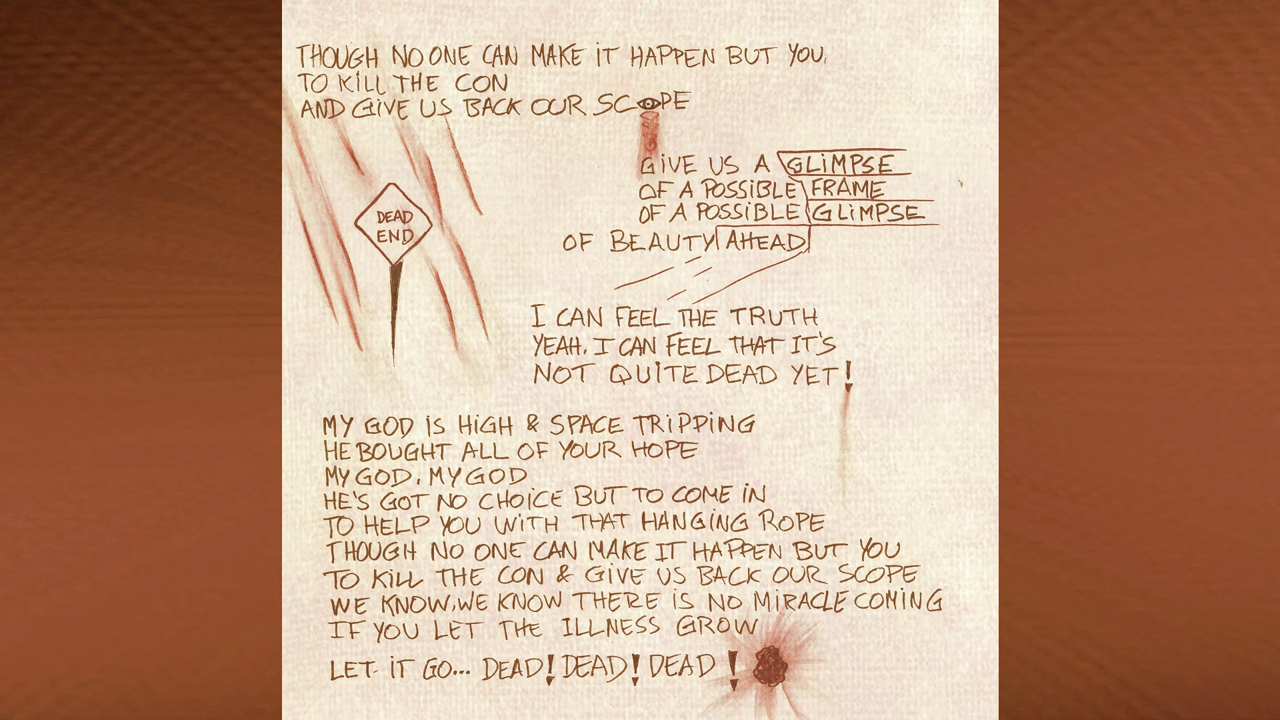 THOUGH NO ONE CAN MAKE IT HAPPEN BUT YOU.
TO KILL THE CON
AND GIVE US BACK OUR SCOPE
GIVE US A GLIMPSE
OF A POSSIBLE FRAME
OF A POSSIBLE GLIMPSE
OF BEAUTY AHEAD
DEAD
END
I CAN FEEL THE TRUTH
YEAH, I CAN FEEL THAT IT'S
NOT QUITE DEAD YET!
MY GOD IS HIGH & SPACE TRIPPING
HE BOUGHT ALL OF YOUR HOPE
MY GOD, MY GOD
HE'S GOT NO CHOICE BUT TO COME IN
TO HELP YOU WITH THAT HANGING ROPE
THOUGH NO ONE CAN MAKE IT HAPPEN BUT YOU
TO KILL THE CON & GIVE US BACK OUR SCOPE
WE KNOW, WE KNOW THERE IS NO MIRACLE COMING
IF YOU LET THE ILLNESS GROW
LET IT GO... DEAD! DEAD! DEAD!